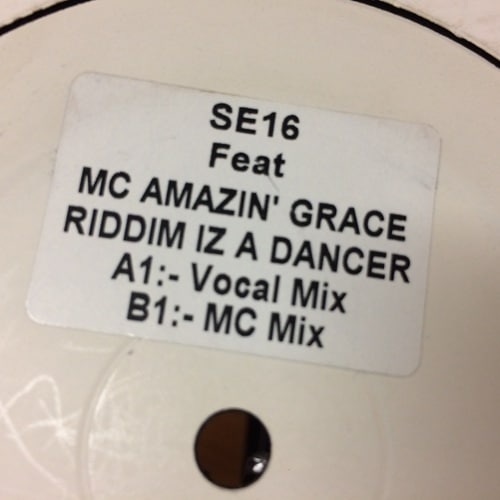 SE16
Feat
MC AMAZIN' GRACE
RIDDIM IZ A DANCER
A1:- Vocal Mix
B1:- MC Mix